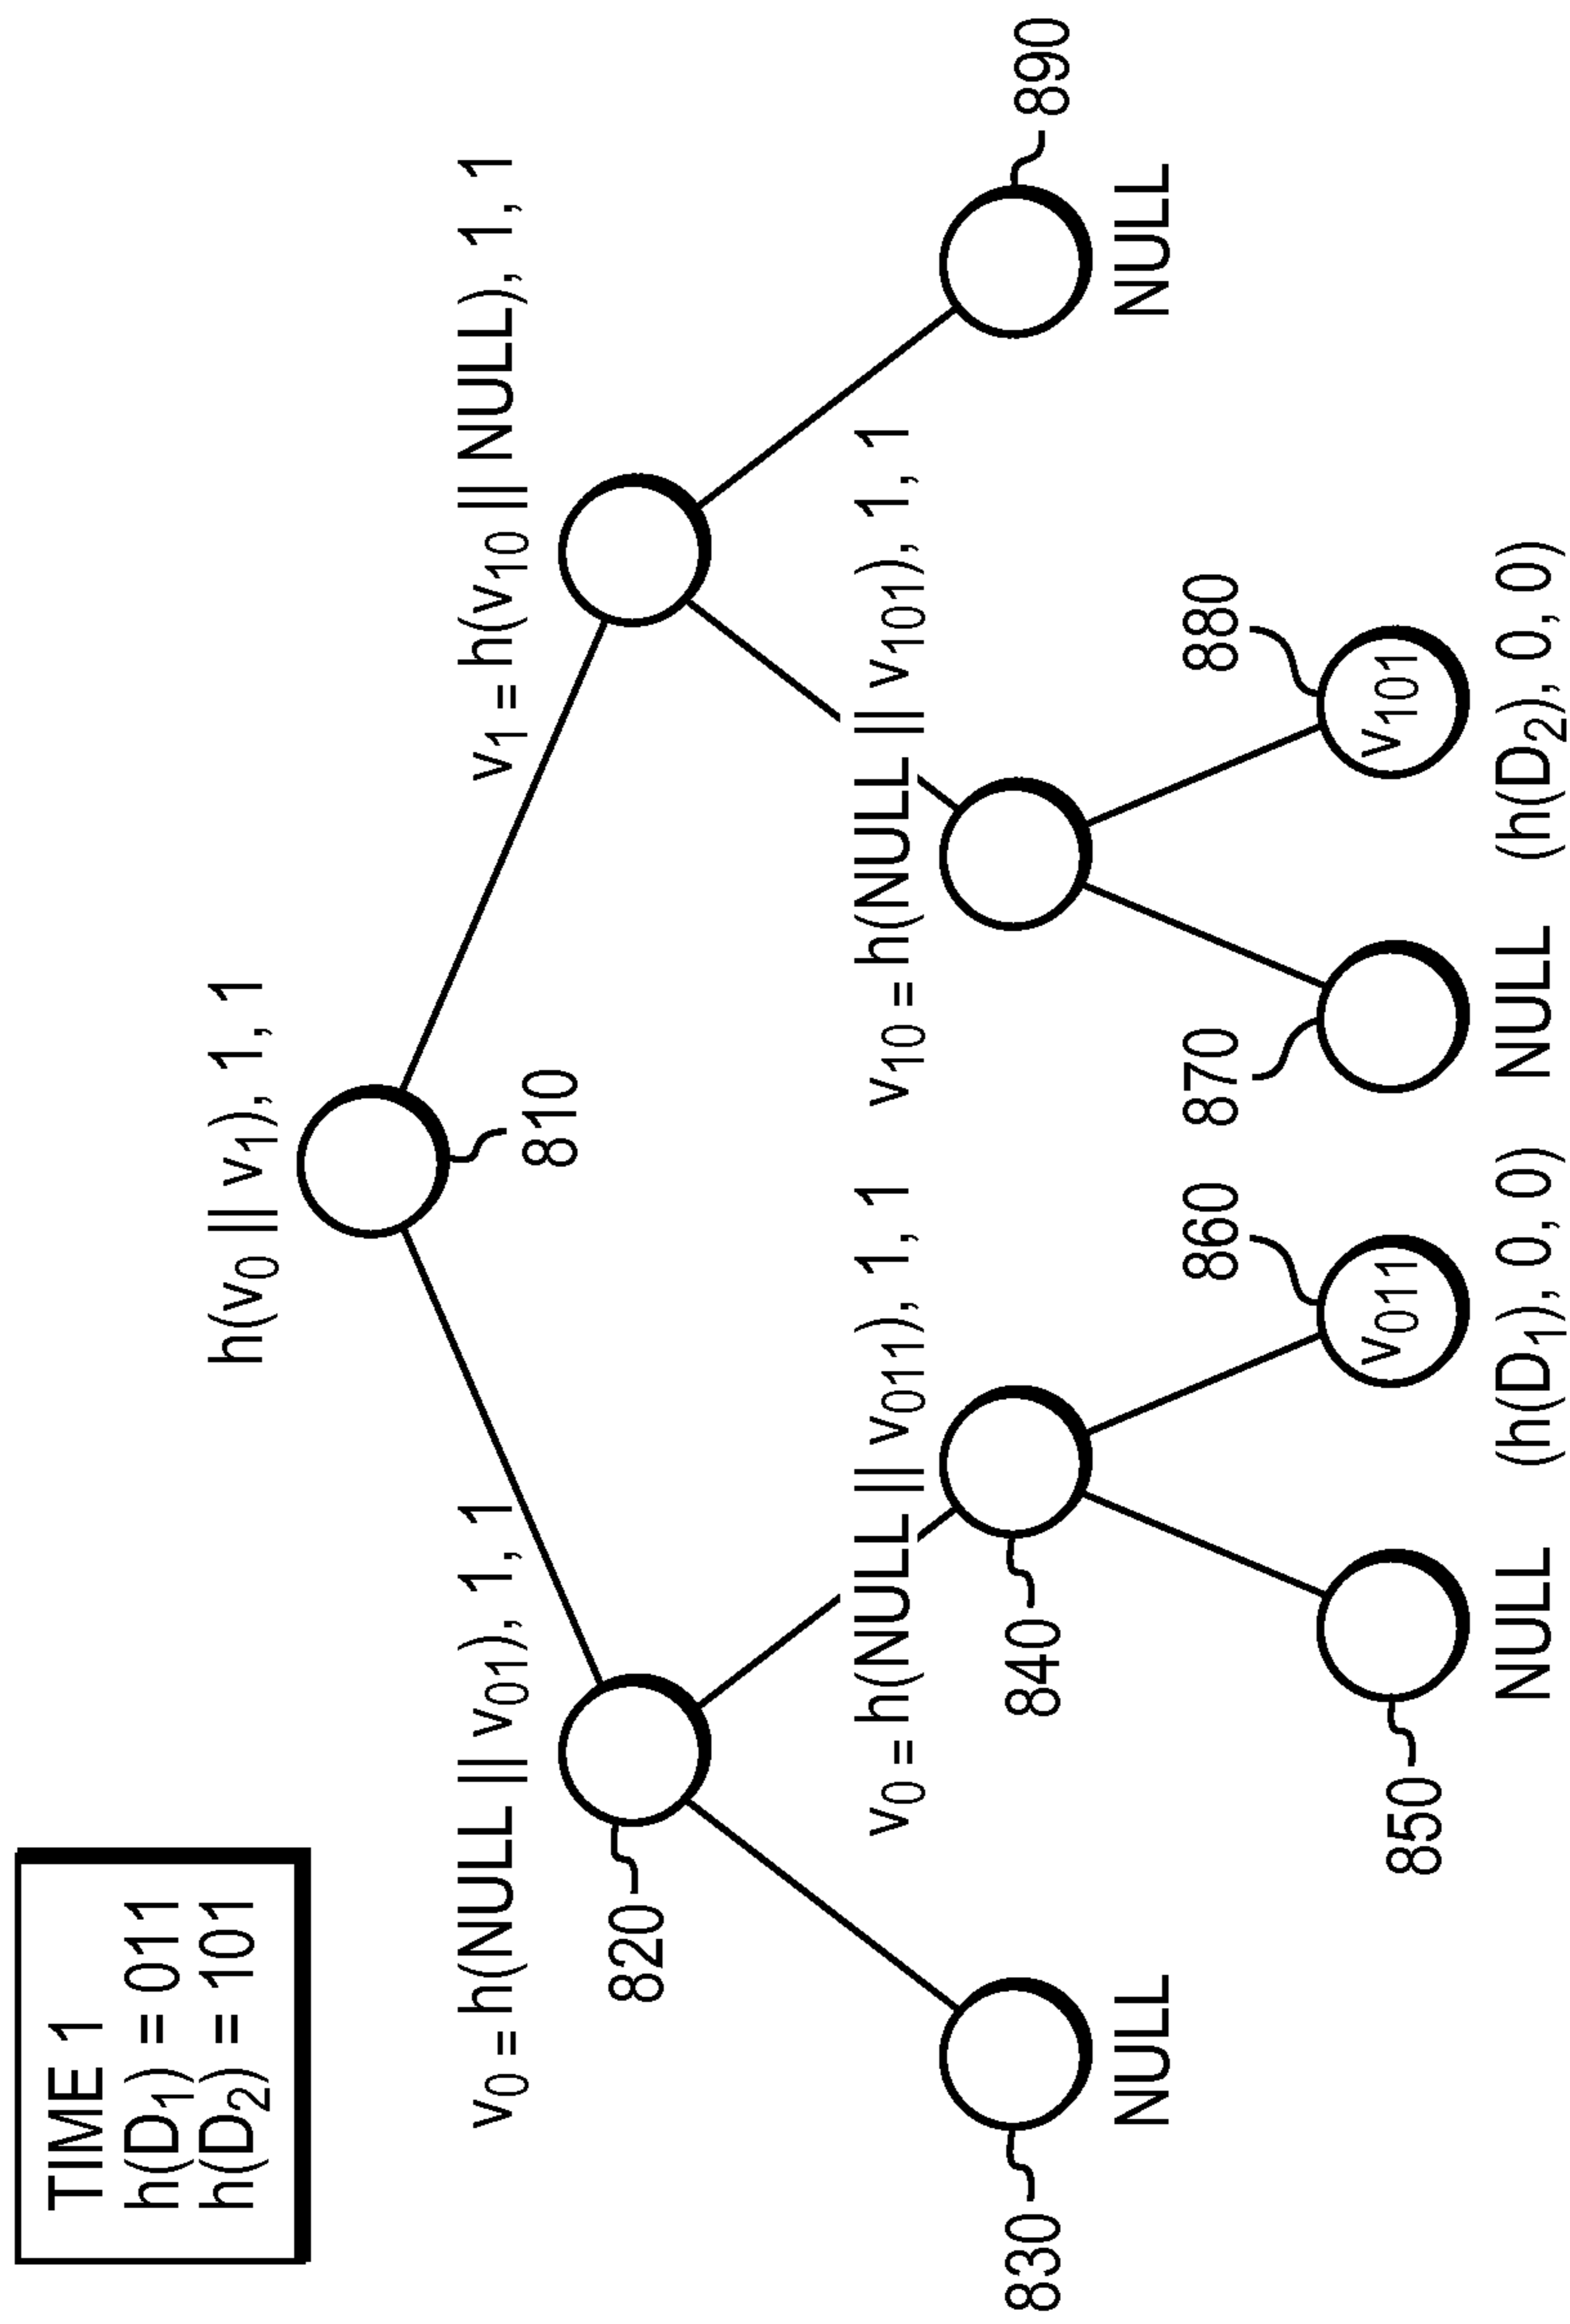 TIME 1
h(D1) = 011
h(D2) = 101
h(v0 || v1), 1, 1
810
v0 = h(NULL || v01), 1, 1
v1 = h(v10 || NULL), 1, 1
820
v0 = h(NULL || v011), 1, 1
v10 = h(NULL || v101), 1, 1
830
840
890
NULL
NULL
860
870
880
850
v011
v101
NULL
(h(D1), 0, 0)
NULL
(h(D2), 0, 0)